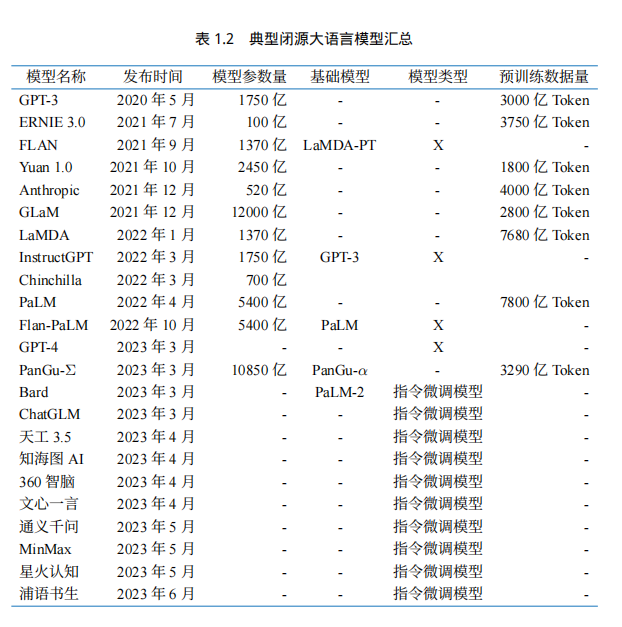 表 1.2 典型闭源大语言模型汇总
模型名称 发布时间 模型参数量 基础模型 模型类型 预训练数据量
GPT-3 2020 年 5 月 1750 亿 - - 3000 亿 Token
ERNIE 3.0 2021 年 7 月 100 亿 - - 3750 亿 Token
FLAN 2021 年 9 月 1370 亿 LaMDA-PT X -
Yuan 1.0 2021 年 10 月 2450 亿 - - 1800 亿 Token
Anthropic 2021 年 12 月 520 亿 - - 4000 亿 Token
GLaM 2021 年 12 月 12000 亿 - - 2800 亿 Token
LaMDA 2022 年 1 月 1370 亿 - - 7680 亿 Token
InstructGPT 2022 年 3 月 1750 亿 GPT-3 X -
Chinchilla 2022 年 3 月 700 亿
PaLM 2022 年 4 月 5400 亿 - - 7800 亿 Token
Flan-PaLM 2022 年 10 月 5400 亿 PaLM X -
GPT-4 2023 年 3 月 - - X -
PanGu-Σ 2023 年 3 月 10850 亿 PanGu-α - 3290 亿 Token
Bard 2023 年 3 月 - PaLM-2 指令微调模型 -
ChatGLM 2023 年 3 月 - - 指令微调模型 -
天工 3.5 2023 年 4 月 - - 指令微调模型 -
知海图 AI 2023 年 4 月 - - 指令微调模型 -
360 智脑 2023 年 4 月 - - 指令微调模型 -
文心一言 2023 年 4 月 - - 指令微调模型 -
通义千问 2023 年 5 月 - - 指令微调模型 -
MinMax 2023 年 5 月 - - 指令微调模型 -
星火认知 2023 年 5 月 - - 指令微调模型 -
浦语书生 2023 年 6 月 - - 指令微调模型 -